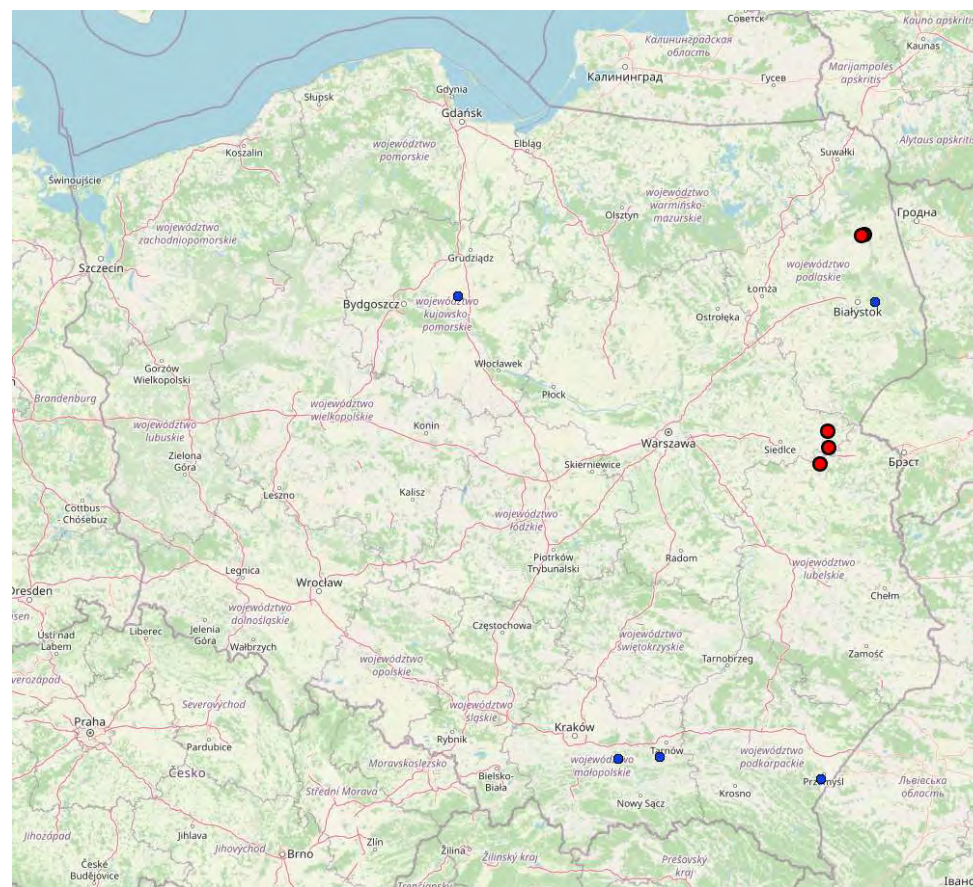 Советск
Kauno apskritis
Kaunas
Калининградская
область
Marijampolės
apskritis
Калининград
Гусев
Gdynia
Słupsk
Gdańsk
Alytaus apskritis
Koszalin
Elbląg
województwo
pomorskie
Suwałki
Świnoujście
województwo
warmińsko-
mazurskie
Olsztyn
Гродна
województwo
zachodniopomorskie
Szczecin
Grudziądz
województwo
podlaskie
Łomża
Bydgoszcz
województwo
kujawsko-
pomorskie
Ostrołęka
Białystok
Włocławek
Gorzów
Wielkopolski
Płock
Brandenburg
województwo
wielkopolskie
województwo
lubuskie
Konin
Warszawa
Siedlce
Брэст
Zielona
Góra
Skierniewice
Leszno
Kalisz
Cottbus
- Chóśebuz
województwo
łódzkie
Piotrków
Trybunalski
Radom
województwo
lubelskie
Legnica
Wrocław
Chełm
województwo
dolnośląskie
Ústí nad
Labem
Liberec
Jelenia
Góra
Wałbrzych
Częstochowa
województwo
świętokrzyskie
Zamość
Tarnobrzeg
województwo
opolskie
Severovýchod
województwo
śląskie
Praha
Kraków
Rybnik
Tarnów
Pardubice
Moravskoslezsko
województwo
małopolskie
województwo
podkarpackie
Česko
Bielsko-
Biała
Przemyśl
Львівська
область
Střední Morava
Krosno
Nowy Sącz
Jihozápad
Jihlava
Jihovýchod
Zlín
Brno
Žilina
Žilinský kraj
Prešovský
kraj
České
Budějovice